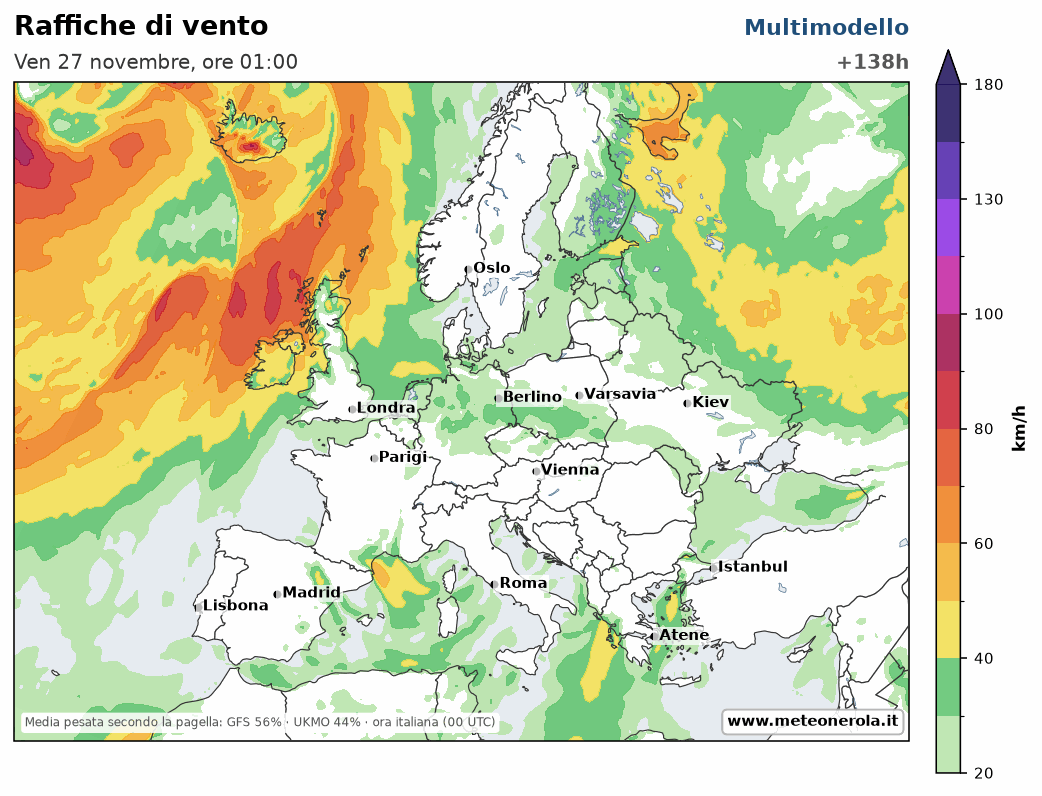 Raffiche di vento
Multimodello
Ven 27 novembre, ore 01:00
+138h
180
130
100
80
60
40
20
km/h
Oslo
Londra
Berlino
Varsavia
Kiev
Parigi
Vienna
Istanbul
Roma
Madrid
Lisbona
Atene
Media pesata secondo la pagella: GFS 56% · UKMO 44% · ora italiana (00 UTC)
www.meteonerola.it